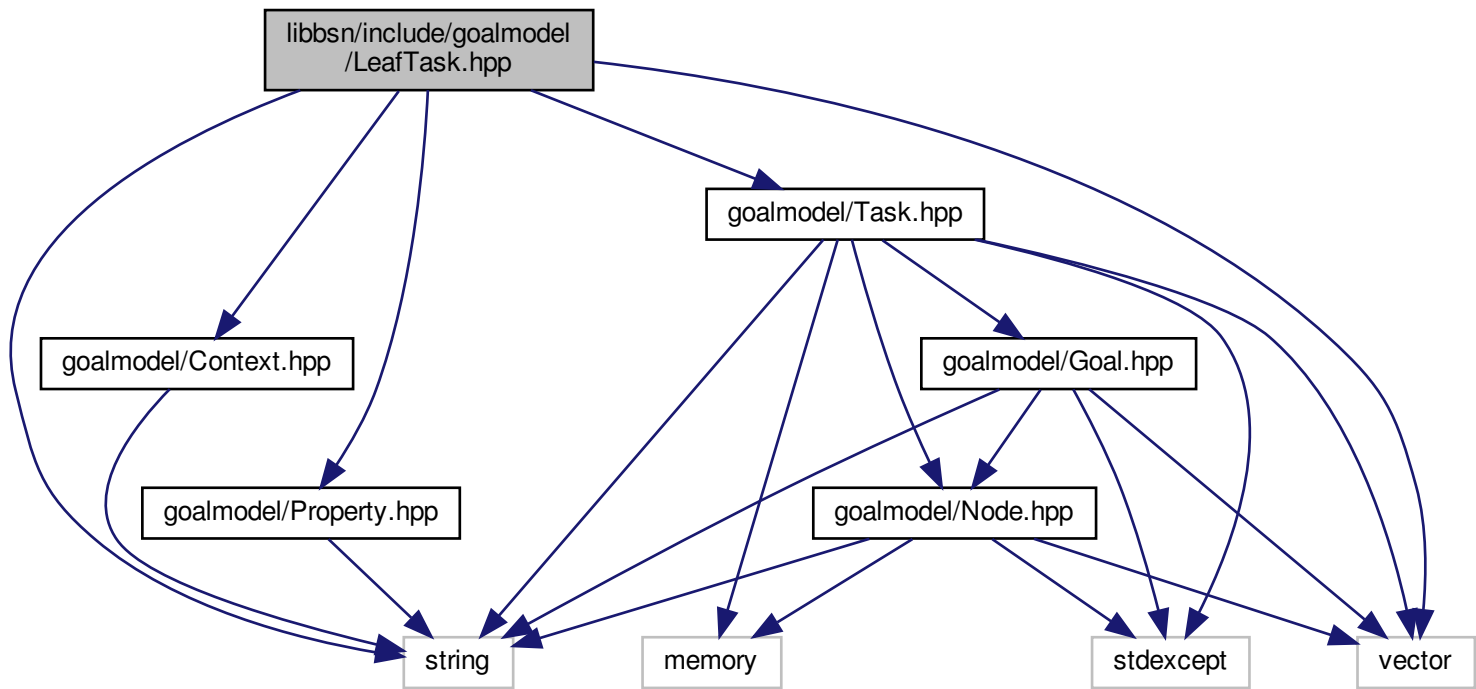 libbsn/include/goalmodel
/LeafTask.hpp
goalmodel/Task.hpp
goalmodel/Context.hpp
goalmodel/Goal.hpp
goalmodel/Property.hpp
goalmodel/Node.hpp
string
memory
stdexcept
vector